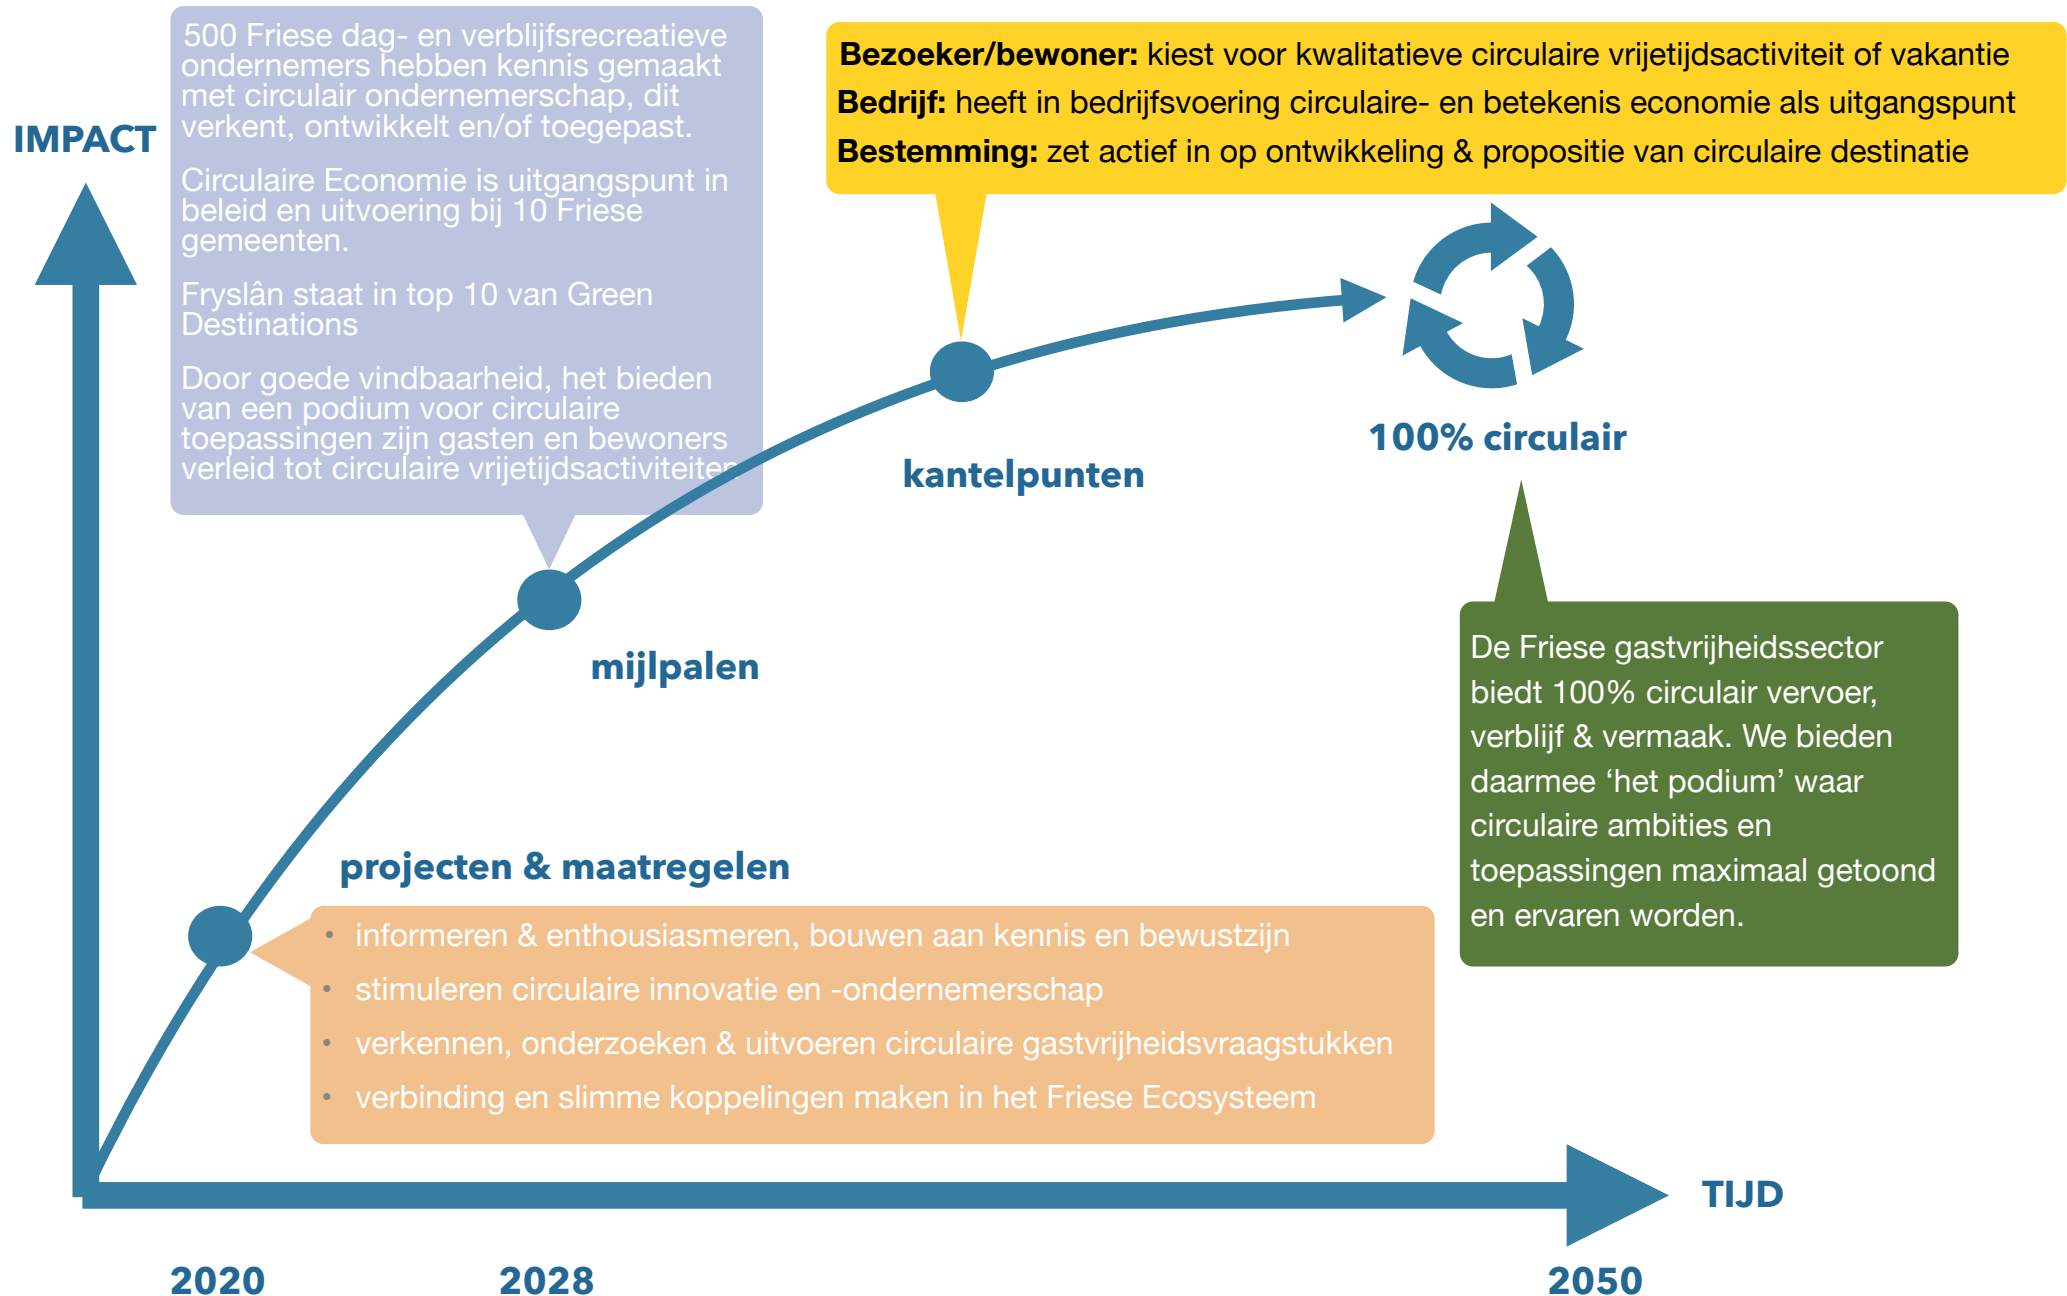 500 Friese dag- en verblijfsrecreatieve
ondernemers hebben kennis gemaakt
met circulair ondernemerschap, dit
verkent, ontwikkelt en/of toegepast.
Circulaire Economie is uitgangspunt in
beleid en uitvoering bij 10 Friese
gemeenten.
Fryslân staat in top 10 van Green
Destinations
Door goede vindbaarheid, het bieden
van een podium voor circulaire
toepassingen zijn gasten en bewoners
verleid tot circulaire vrijetijdsactiviteiten
Bezoeker/bewoner: kiest voor kwalitatieve circulaire vrijetijdsactiviteit of vakantie
Bedrijf: heeft in bedrijfsvoering circulaire- en betekenis economie als uitgangspunt
Bestemming: zet actief in op ontwikkeling & propositie van circulaire destinatie
IMPACT
100% circulair
kantelpunten
mijlpalen
De Friese gastvrijheidssector
biedt 100% circulair vervoer,
verblijf & vermaak. We bieden
daarmee ‘het podium’ waar
circulaire ambities en
toepassingen maximaal getoond
en ervaren worden.
projecten & maatregelen
• informeren & enthousiasmeren, bouwen aan kennis en bewustzijn
• stimuleren circulaire innovatie en -ondernemerschap
• verkennen, onderzoeken & uitvoeren circulaire gastvrijheidsvraagstukken
• verbinding en slimme koppelingen maken in het Friese Ecosysteem
TIJD
2020
2028
2050